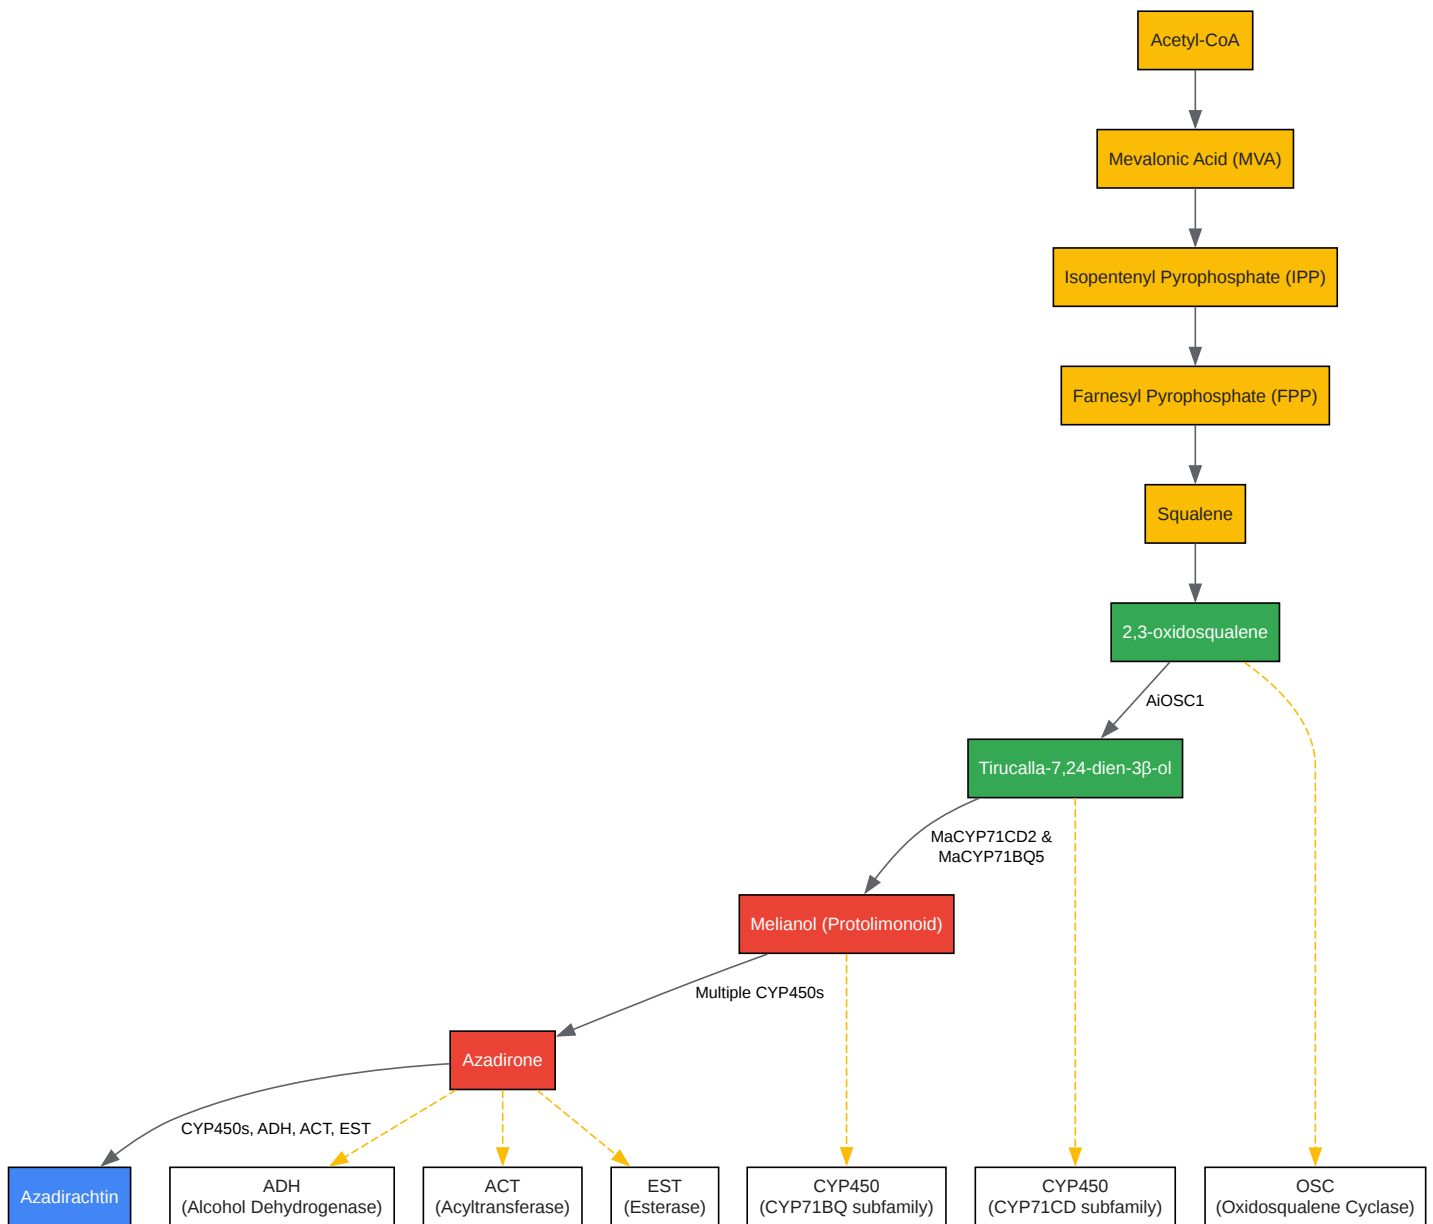 Acetyl-CoA
Mevalonic Acid (MVA)
Isopentenyl Pyrophosphate (IPP)
Farnesyl Pyrophosphate (FPP)
Squalene
2,3-oxidosqualene
AiOSC1
Tirucalla-7,24-dien-3β-ol
MaCYP71CD2 &
MaCYP71BQ5
Melianol (Protolimonoid)
Multiple CYP450s
Azadirone
CYP450s, ADH, ACT, EST
Azadirachtin
ADH
(Alcohol Dehydrogenase)
ACT
(Acyltransferase)
EST
(Esterase)
CYP450
(CYP71BQ subfamily)
CYP450
(CYP71CD subfamily)
OSC
(Oxidosqualene Cyclase)